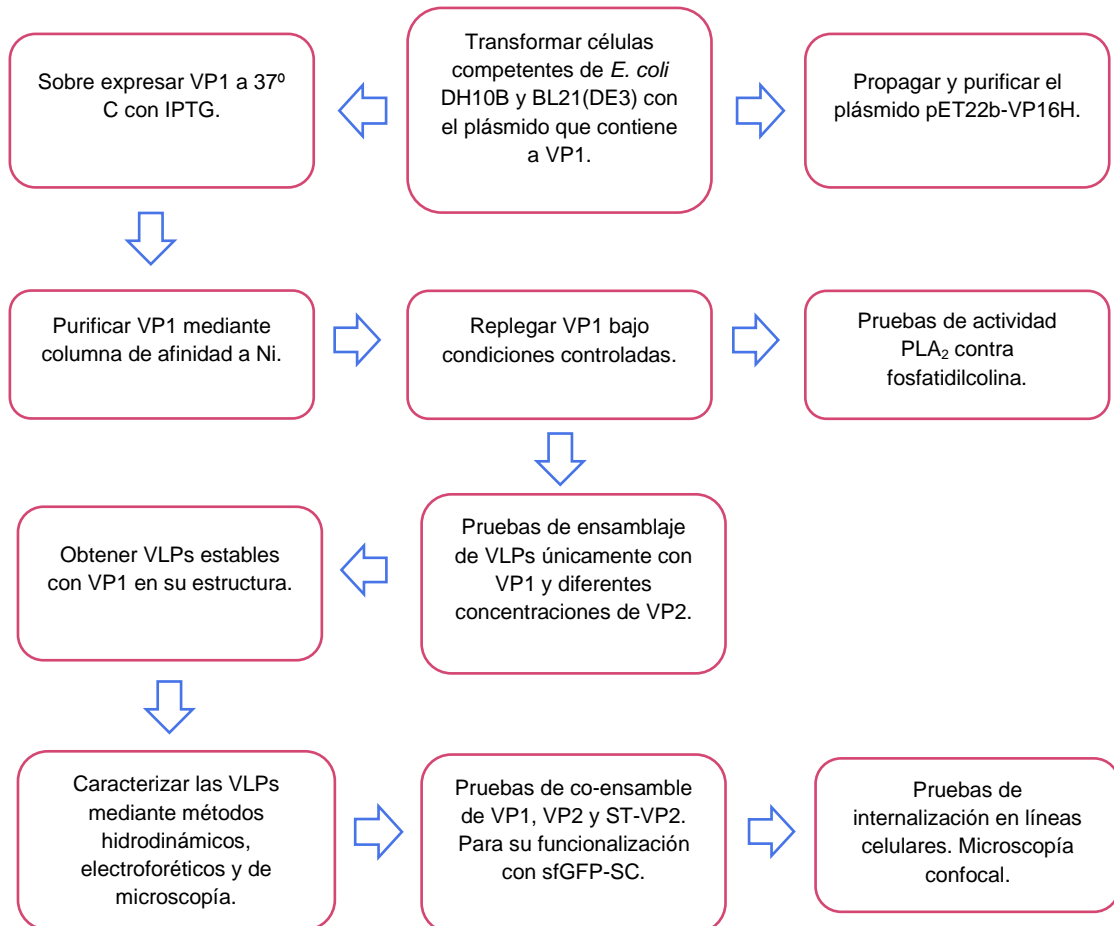 Sobre expresar VP1 a 37º
C con IPTG.
Transformar células
competentes de E. coli
DH10B y BL21(DE3) con
el plásmido que contiene
a VP1.
Propagar y purificar el
plásmido pET22b-VP16H.
Purificar VP1 mediante
columna de afinidad a Ni.
Replegar VP1 bajo
condiciones controladas.
Pruebas de actividad
PLA₂ contra
fosfatidilcolina.
Obtener VLPs estables
con VP1 en su estructura.
Pruebas de ensamblaje
de VLPs únicamente con
VP1 y diferentes
concentraciones de VP2.
Caracterizar las VLPs
mediante métodos
hidrodinámicos,
electroforéticos y de
microscopía.
Pruebas de co-ensamble
de VP1, VP2 y ST-VP2.
Para su funcionalización
con sfGFP-SC.
Pruebas de
internalización en líneas
celulares. Microscopía
confocal.